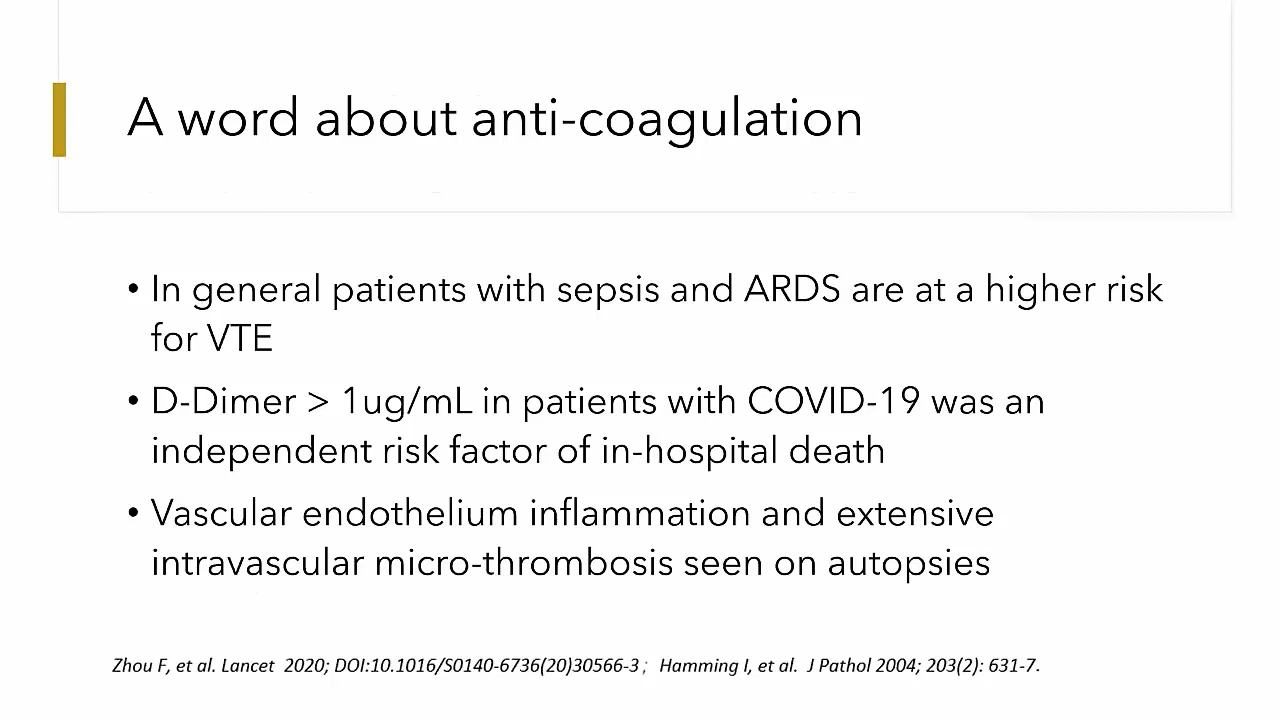 A word about anti-coagulation
• In general patients with sepsis and ARDS are at a higher risk
for VTE
• D-Dimer > 1ug/mL in patients with COVID-19 was an
independent risk factor of in-hospital death
• Vascular endothelium inflammation and extensive
intravascular micro-thrombosis seen on autopsies
Zhou F, et al. Lancet 2020; DOI:10.1016/S0140-6736(20)30566-3; Hamming I, et al. J Pathol 2004; 203(2): 631-7.